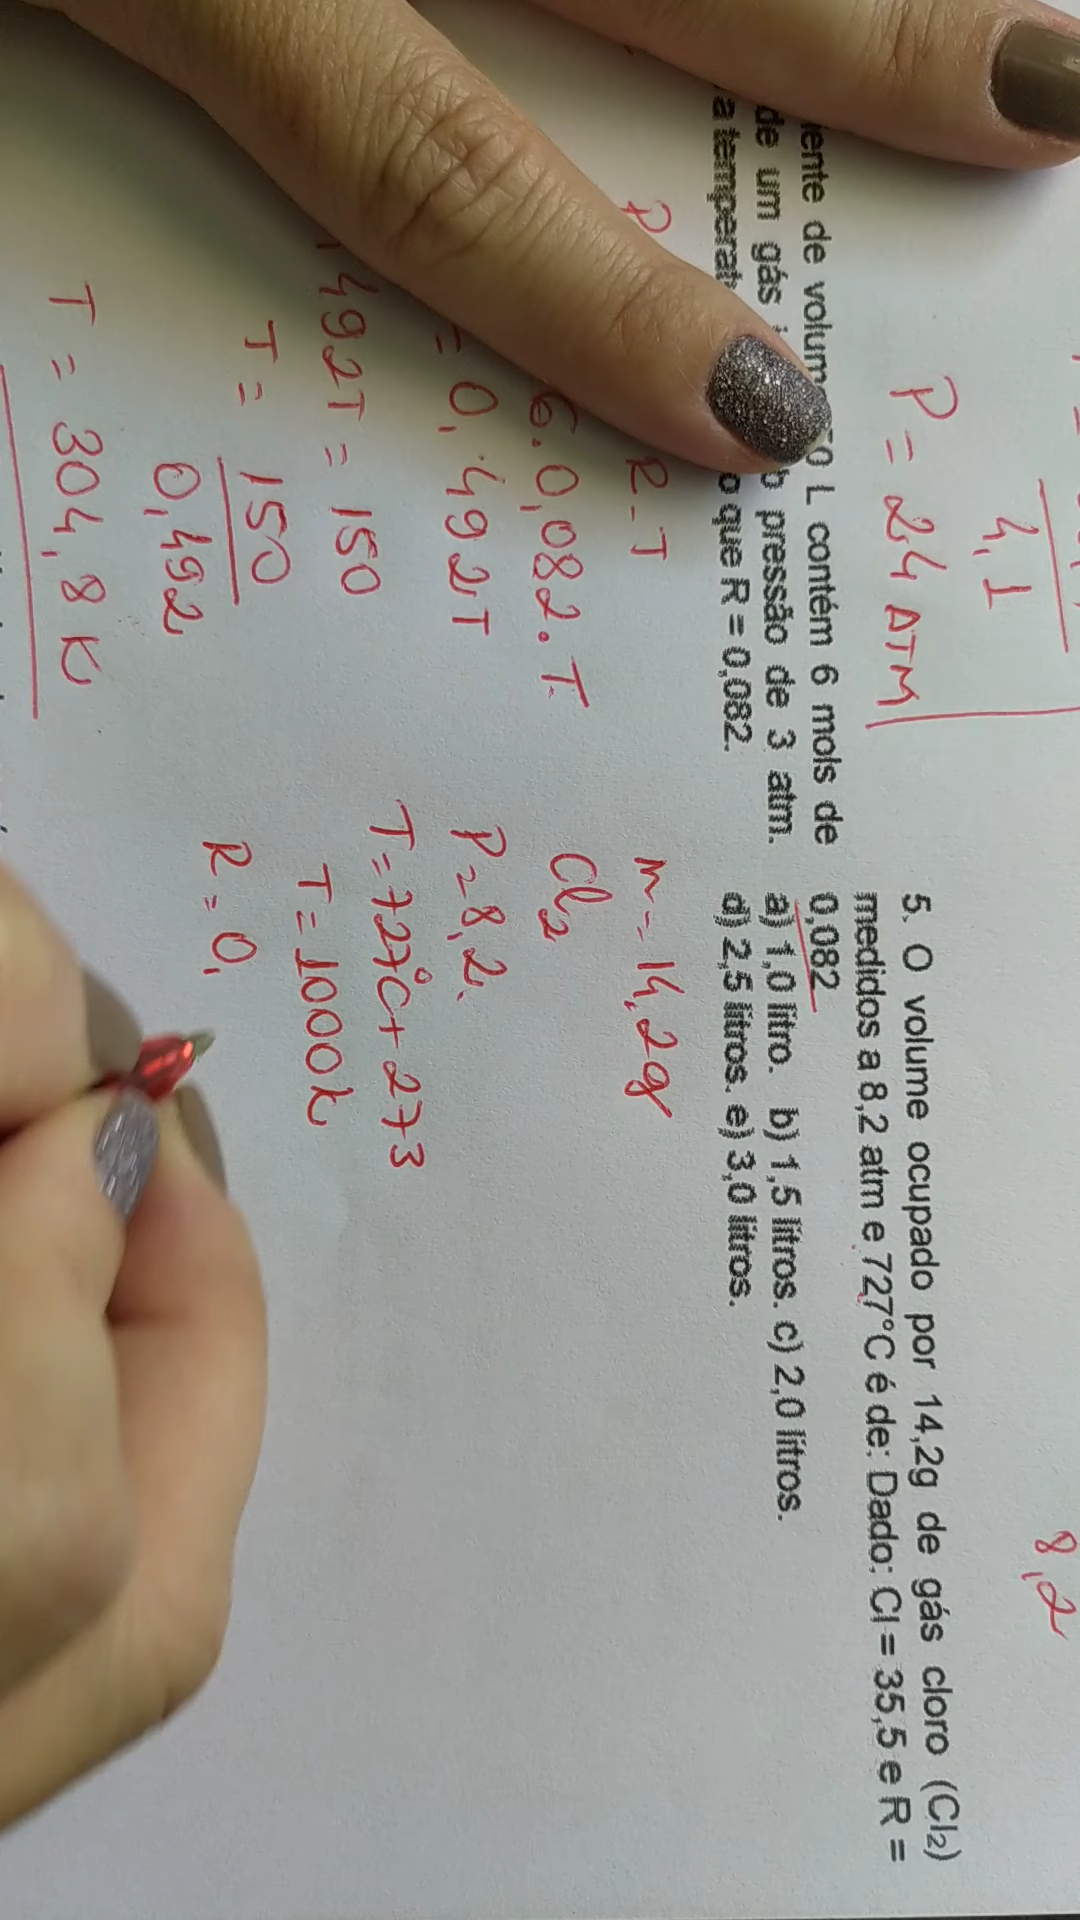 4,1
P = 2,4 ATM
de volum 50 L contém 6 mols de
de um gás pressão de 3 atm.
a que R = 0,082.
P R.T
6.0,082.T
= 0,492T
492T = 150
T = 150
0,492
T = 304,8 K
8,2
5. O volume ocupado por 14,2g de gás cloro (Cl₂)
medidos a 8,2 atm e 727°C é de: Dado: Cl = 35,5 e R =
0,082
a) 1,0 litro. b) 1,5 litros. c) 2,0 litros.
d) 2,5 litros. e) 3,0 litros.
m = 14,2g
Cl₂
P = 8,2.
T = 727°C + 273
T = 1000k
R = 0,